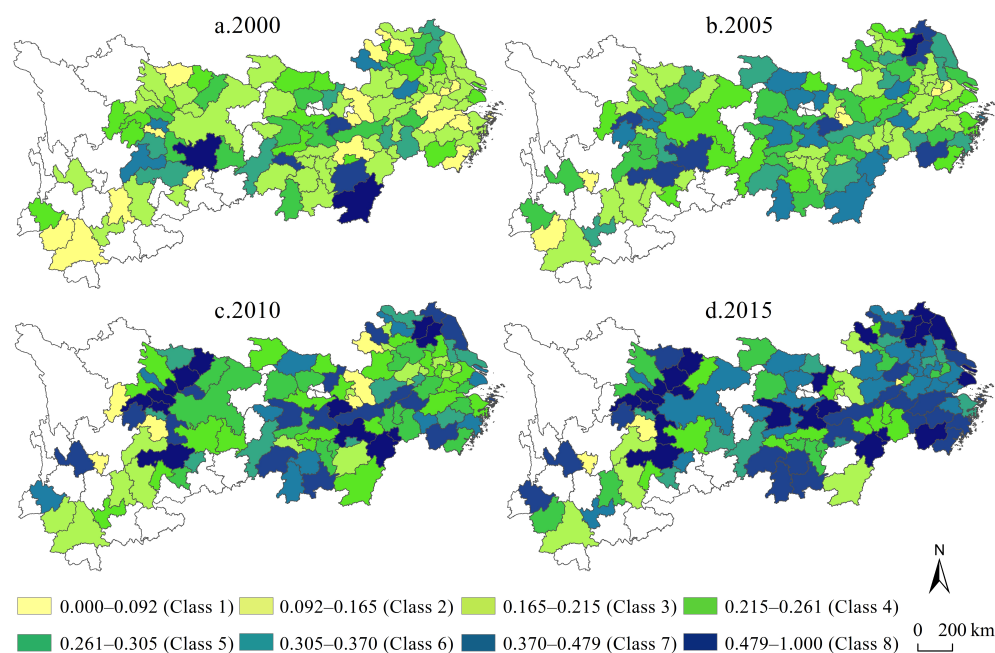 a.2000
b.2005
c.2010
d.2015
N
0.000–0.092 (Class 1)
0.092–0.165 (Class 2)
0.165–0.215 (Class 3)
0.215–0.261 (Class 4)
0.261–0.305 (Class 5)
0.305–0.370 (Class 6)
0.370–0.479 (Class 7)
0.479–1.000 (Class 8)
0 200 km